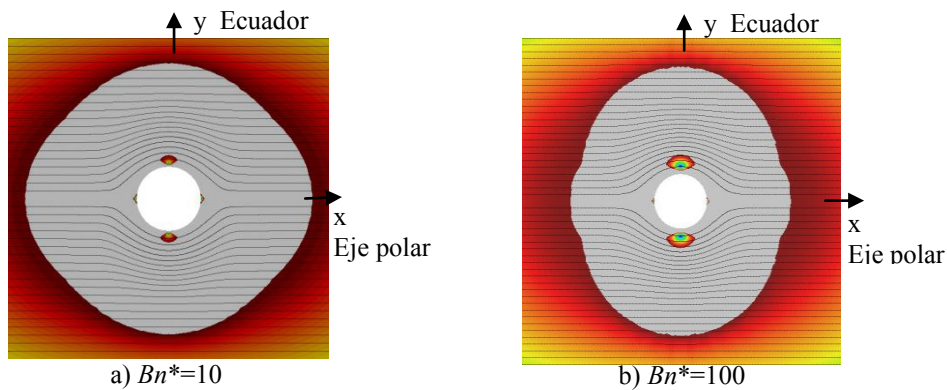 y Ecuador
x
Eje polar
a) Bn*=10
y Ecuador
x
Eje polar
b) Bn*=100